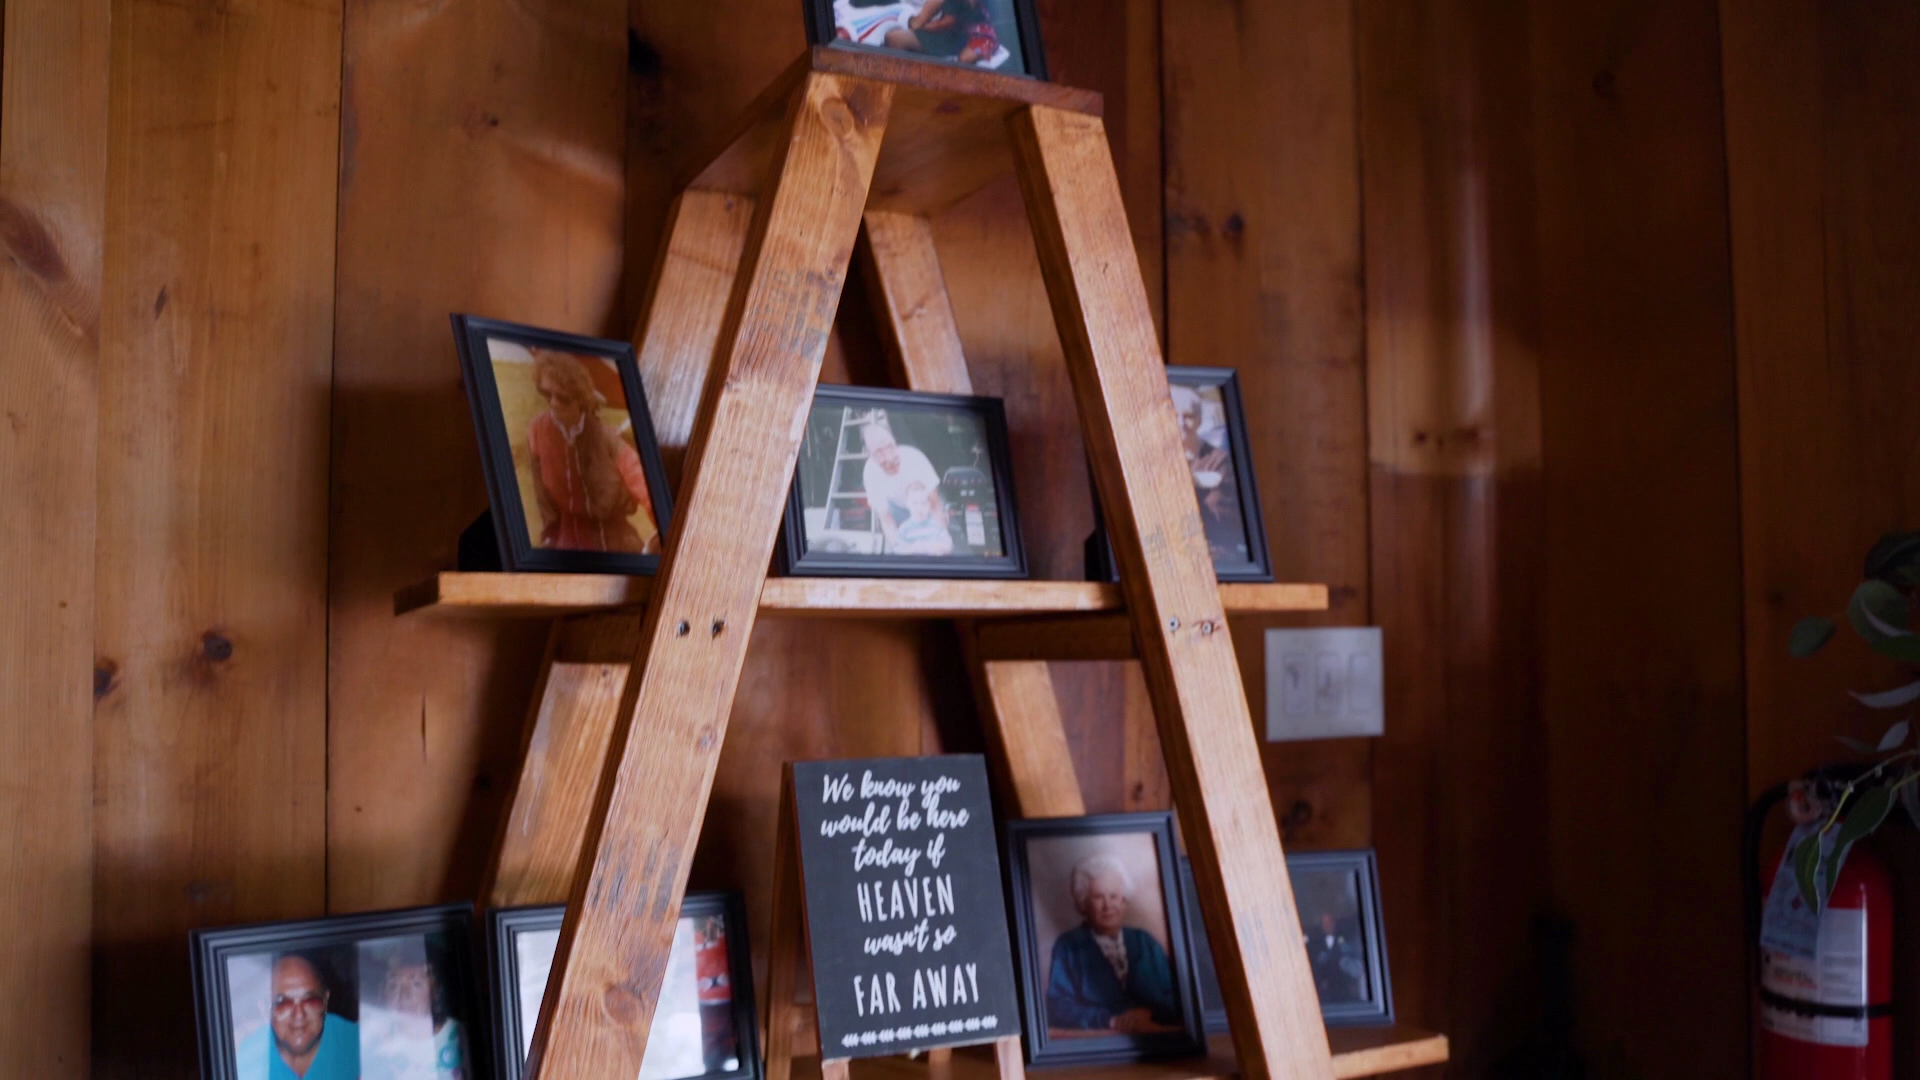 We know you
would be here
today if
HEAVEN
wasn't so
FAR AWAY